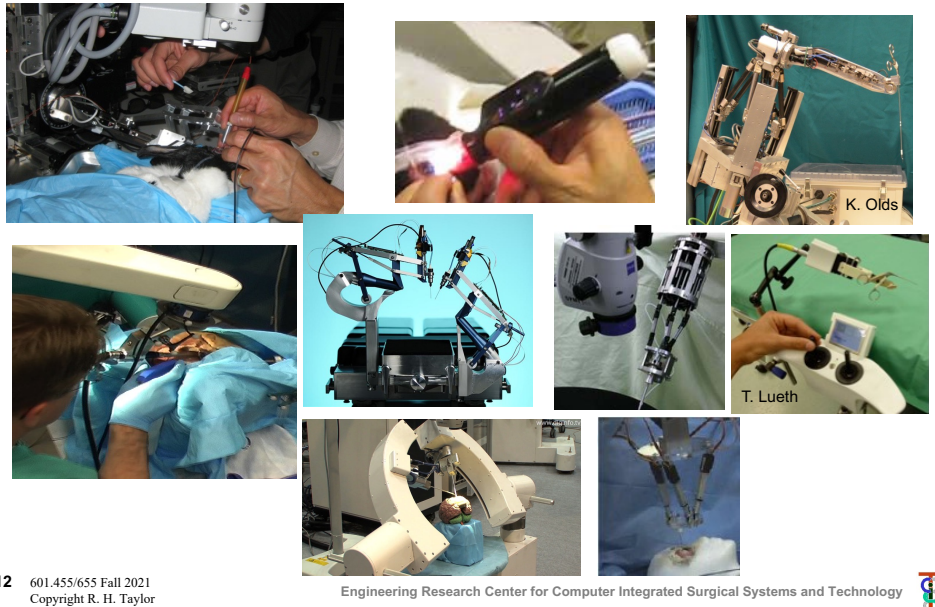 K. Olds
T. Lueth
12
601.455/655 Fall 2021
Copyright R. H. Taylor
Engineering Research Center for Computer Integrated Surgical Systems and Technology